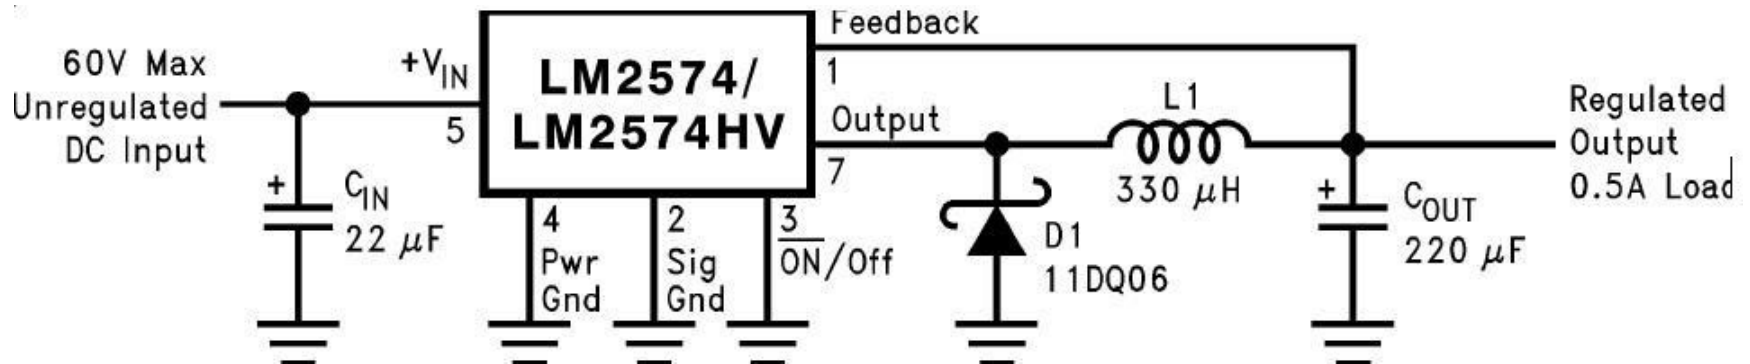 60V Max
Unregulated
DC Input
+
C_IN
22 μF
+V_IN
5
LM2574/
LM2574HV
Feedback
1
Output
7
4
Pwr
Gnd
2
Sig
Gnd
3
O̅N̅/Off
D1
11DQ06
L1
330 μH
+
C_OUT
220 μF
Regulated
Output
0.5A Load